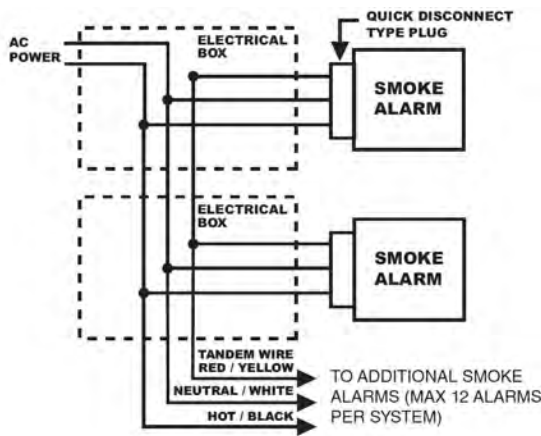 QUICK DISCONNECT
TYPE PLUG
AC
POWER
ELECTRICAL
BOX
SMOKE
ALARM
ELECTRICAL
BOX
SMOKE
ALARM
TANDEM WIRE
RED / YELLOW
NEUTRAL / WHITE
HOT / BLACK
TO ADDITIONAL SMOKE
ALARMS (MAX 12 ALARMS
PER SYSTEM)